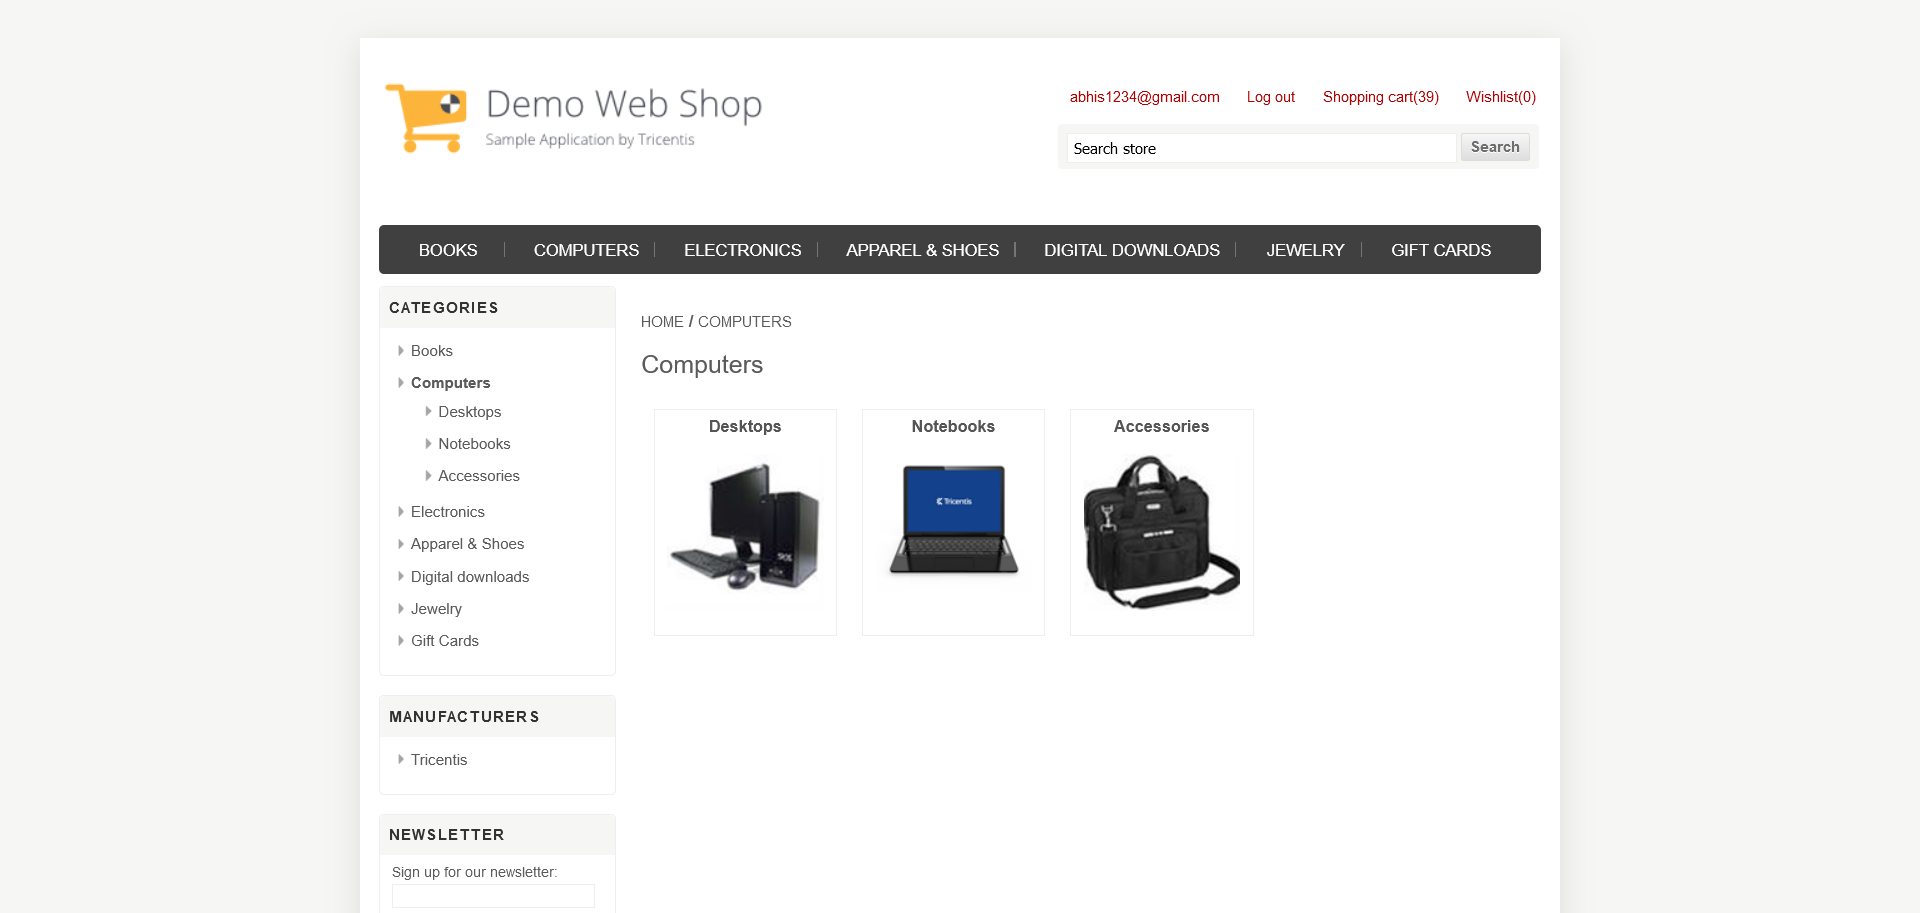 Demo Web Shop
Sample Application by Tricentis
abhis1234@gmail.com Log out Shopping cart(39) Wishlist(0)
Search store Search
BOOKS COMPUTERS ELECTRONICS APPAREL & SHOES DIGITAL DOWNLOADS JEWELRY GIFT CARDS
CATEGORIES
Books
Computers
Desktops
Notebooks
Accessories
Electronics
Apparel & Shoes
Digital downloads
Jewelry
Gift Cards
MANUFACTURERS
Tricentis
NEWSLETTER
Sign up for our newsletter:
HOME / COMPUTERS
Computers
Desktops
Notebooks
Tricentis
Accessories